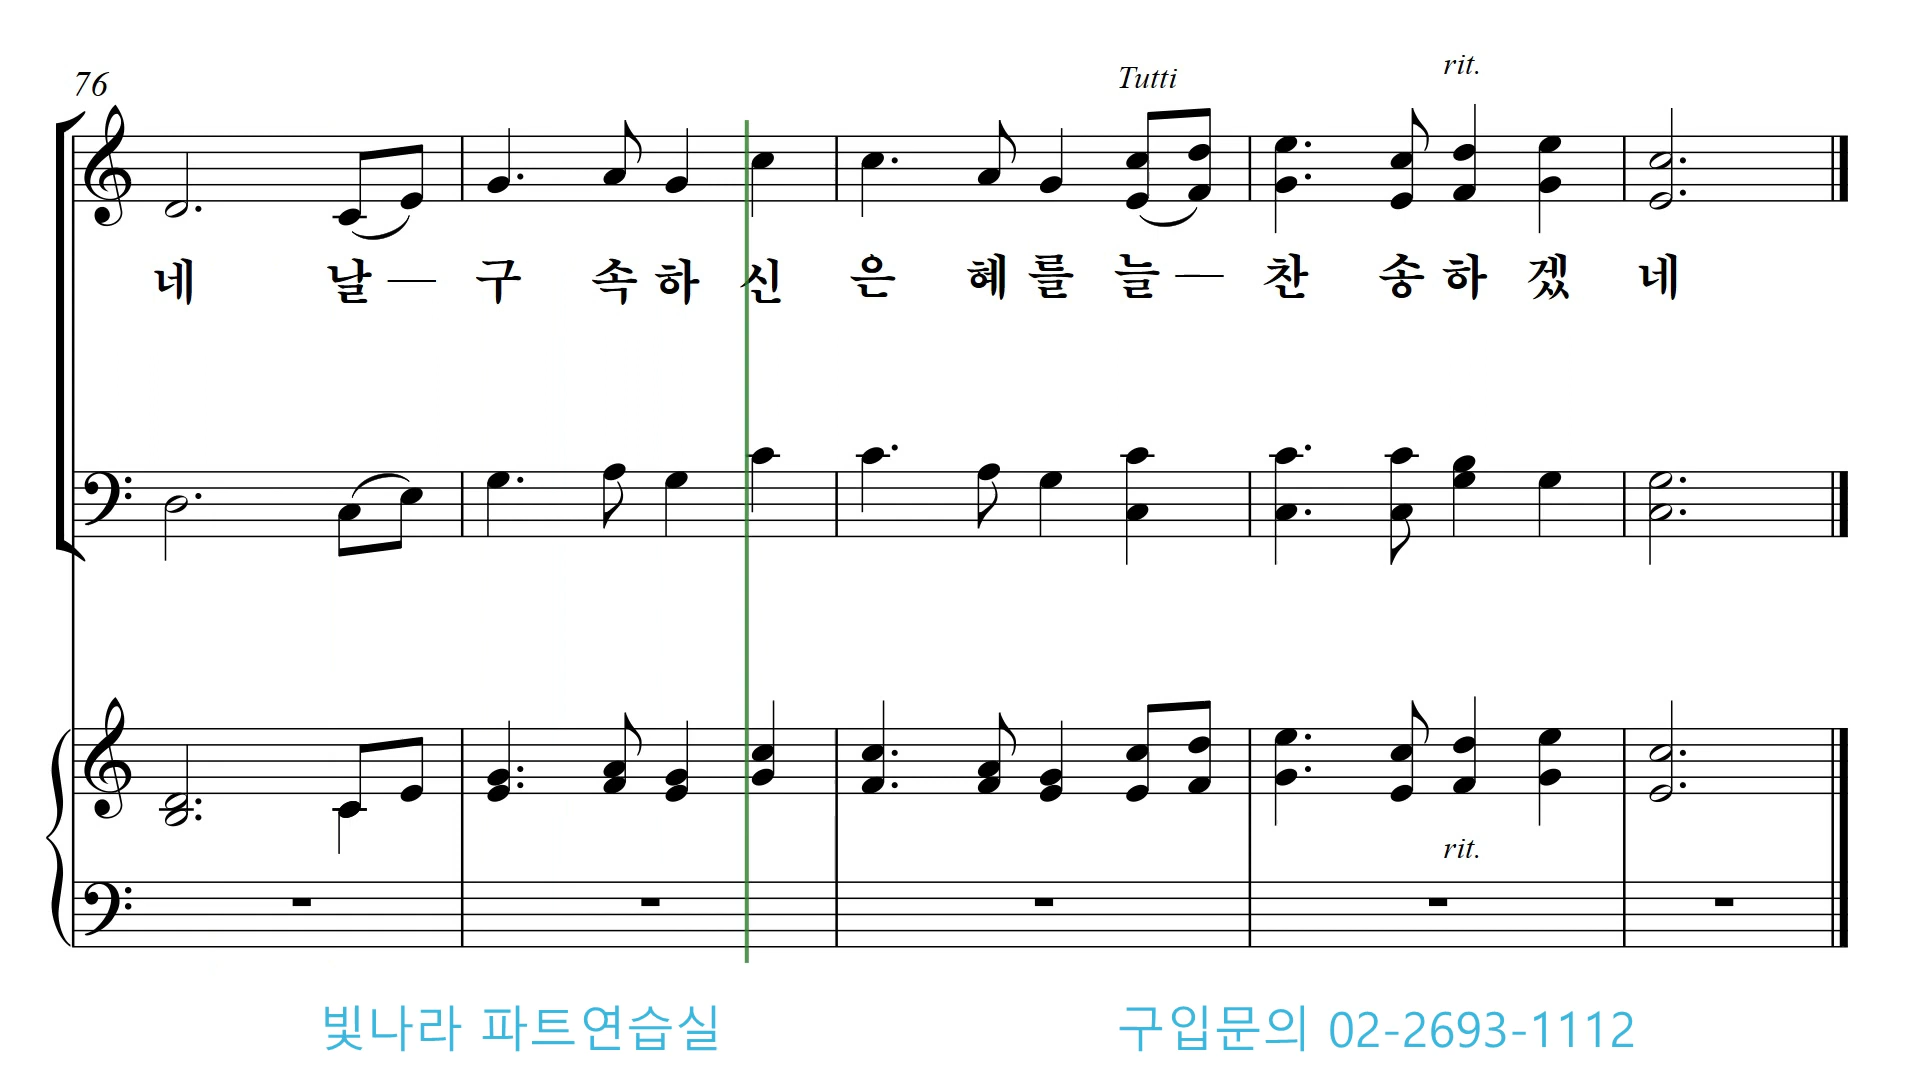 76
Tutti
rit.
네 날 — 구 속 하 신 은 혜 를 늘 — 찬 송 하 겠 네
rit.
빛나라 파트연습실 구입문의 02-2693-1112